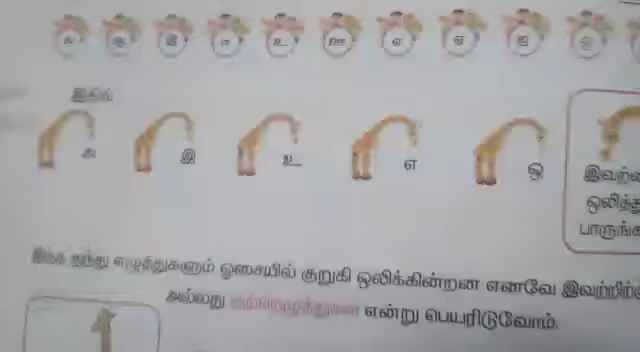 அ ஆ இ ஈ உ ஊ எ ஏ ஐ ஒ
இதில்
அ இ உ எ ஒ
இவற்றை
ஒலித்து
பாருங்க
இந்த ஐந்து எழுத்துகளும் ஓசையில் குறுகி ஒலிக்கின்றன எனவே இவற்றிற்கு
அல்லது குற்றெழுத்துகள் என்று பெயரிடுவோம்.